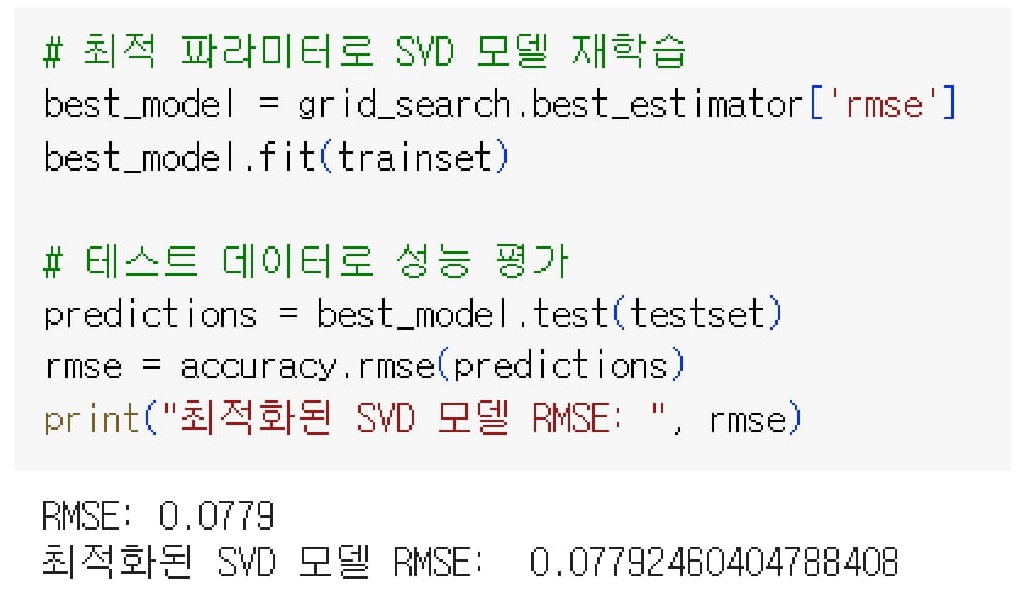 # 최적 파라미터로 SVD 모델 재학습
best_model = grid_search.best_estimator['rmse']
best_model.fit(trainset)
# 테스트 데이터로 성능 평가
predictions = best_model.test(testset)
rmse = accuracy.rmse(predictions)
print("최적화된 SVD 모델 RMSE: ", rmse)
RMSE: 0.0779
최적화된 SVD 모델 RMSE:  0.07792460404788408